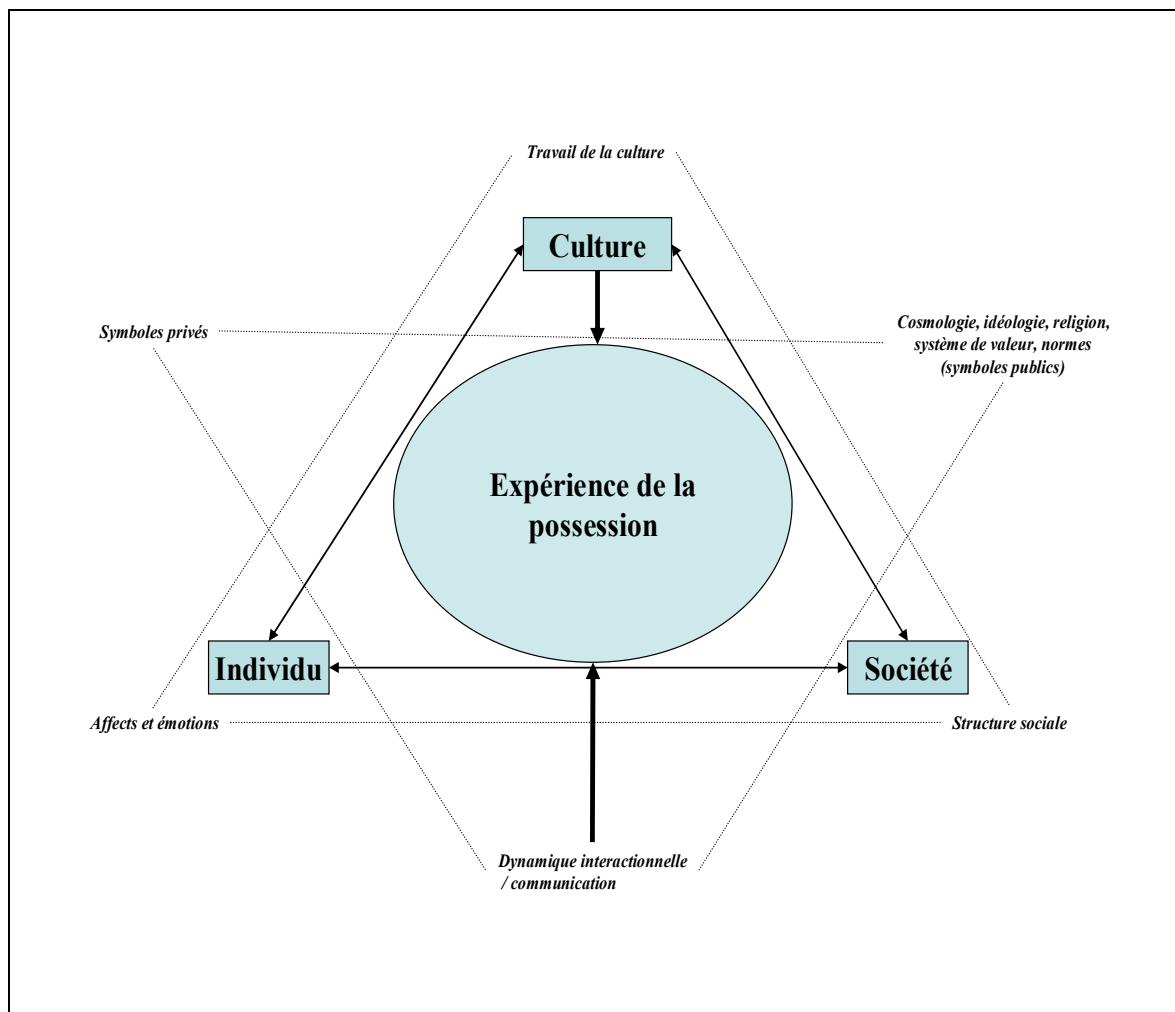 Travail de la culture
Culture
Symboles privés
Cosmologie, idéologie, religion,
système de valeur, normes
(symboles publics)
Expérience de la
possession
Individu
Société
Affects et émotions
Structure sociale
Dynamique interactionnelle
/ communication